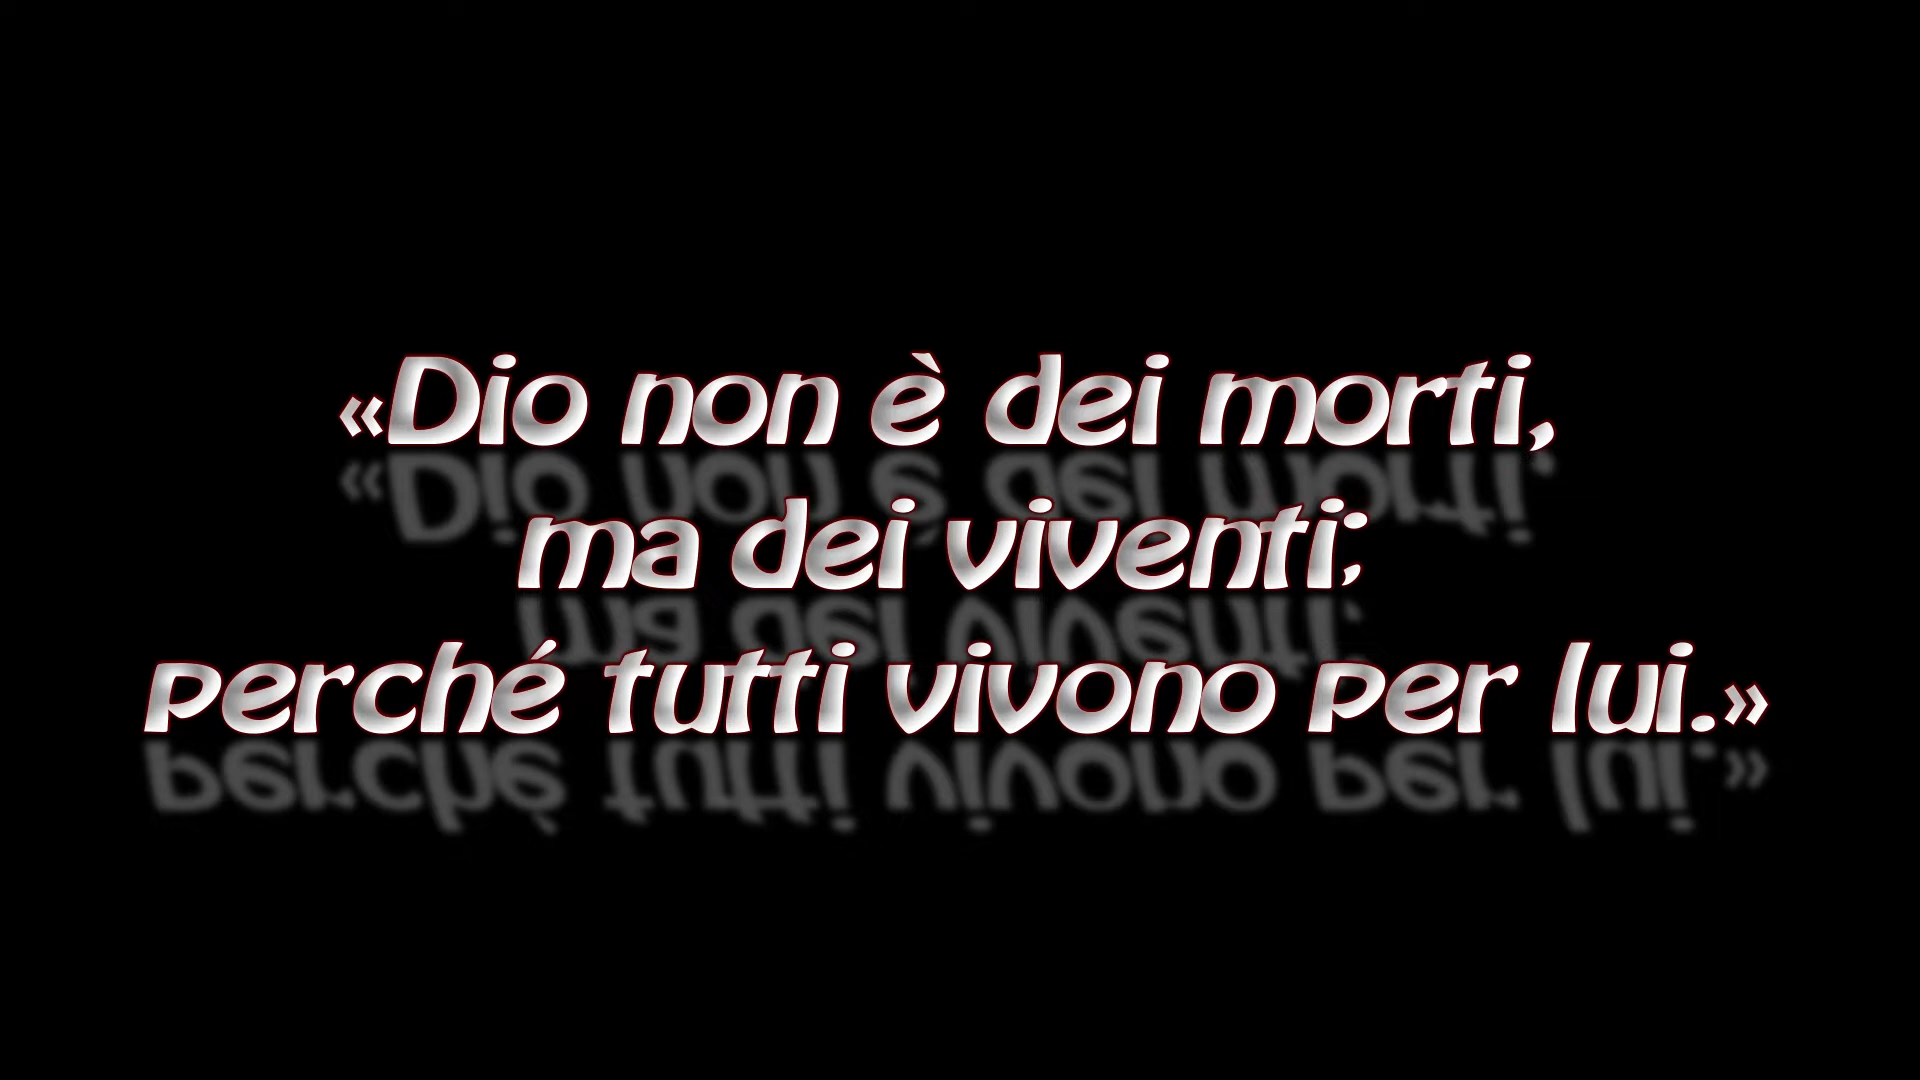 «Dio non è dei morti,
ma dei viventi;
perché tutti vivono per lui.»